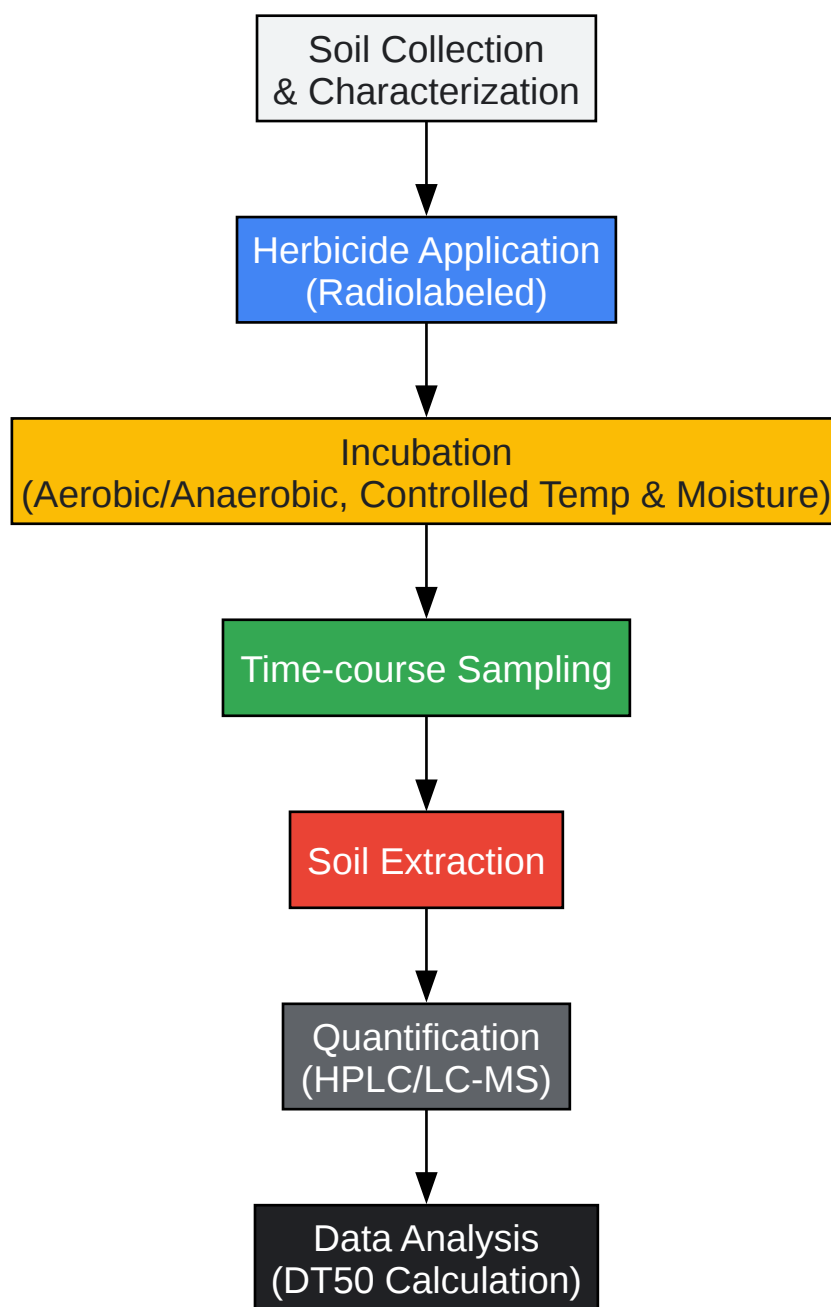 Soil Collection
& Characterization
Herbicide Application
(Radiolabeled)
Incubation
(Aerobic/Anaerobic, Controlled Temp & Moisture)
Time-course Sampling
Soil Extraction
Quantification
(HPLC/LC-MS)
Data Analysis
(DT50 Calculation)